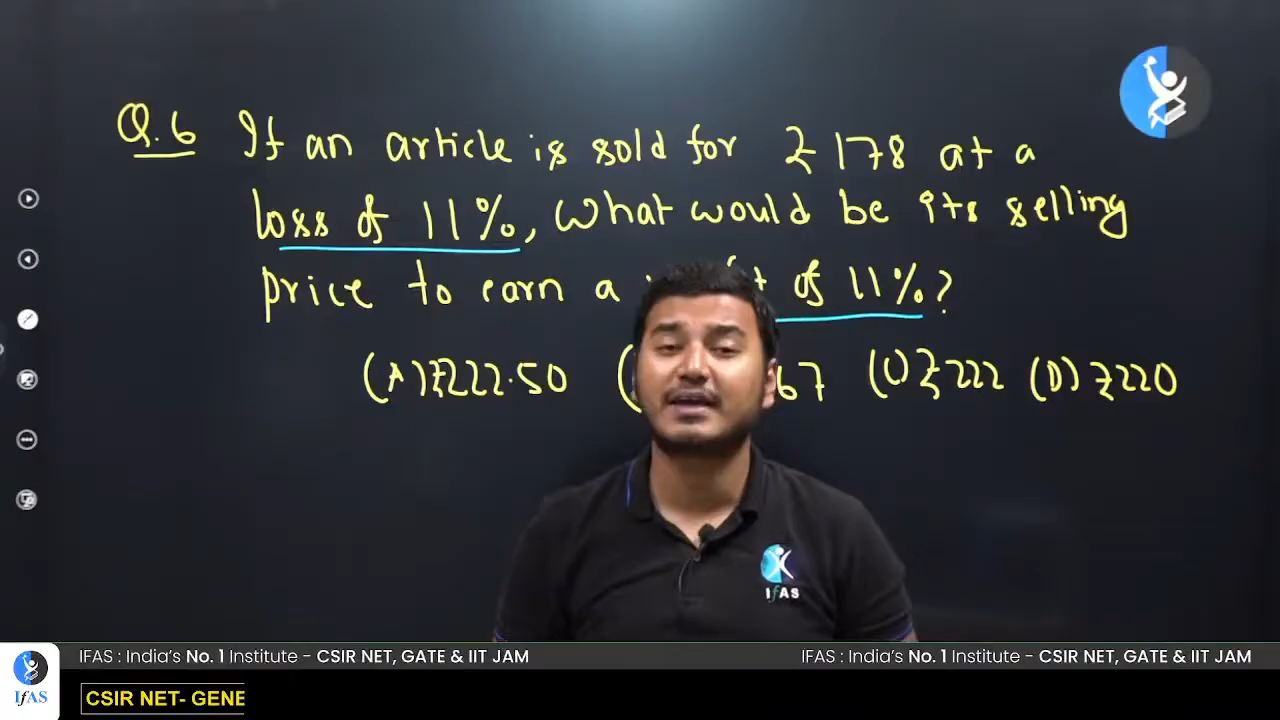 Q.6 If an article is sold for ₹ 178 at a
loss of 11%, What would be its selling
price to earn a of 11%?
(A) ₹222.50 67 (C) ₹222 (D) ₹220
IfAS
IFAS : India's No. 1 Institute - CSIR NET, GATE & IIT JAM
IFAS : India's No. 1 Institute - CSIR NET, GATE & IIT JAM
IfAS
CSIR NET- GENE